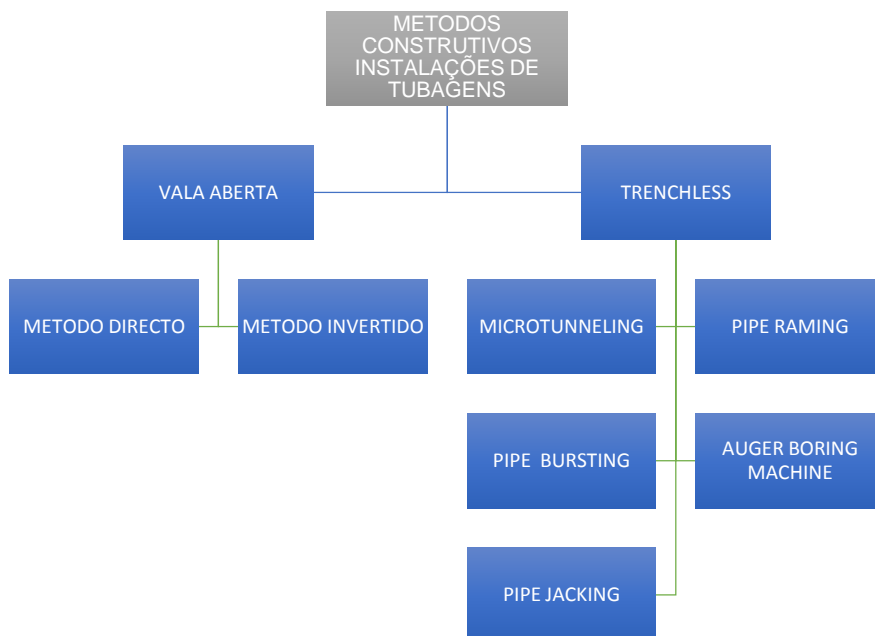 METODOS
CONSTRUTIVOS
INSTALAÇÕES DE
TUBAGENS
VALA ABERTA
TRENCHLESS
METODO DIRECTO
METODO INVERTIDO
MICROTUNNELING
PIPE RAMING
PIPE BURSTING
AUGER BORING
MACHINE
PIPE JACKING